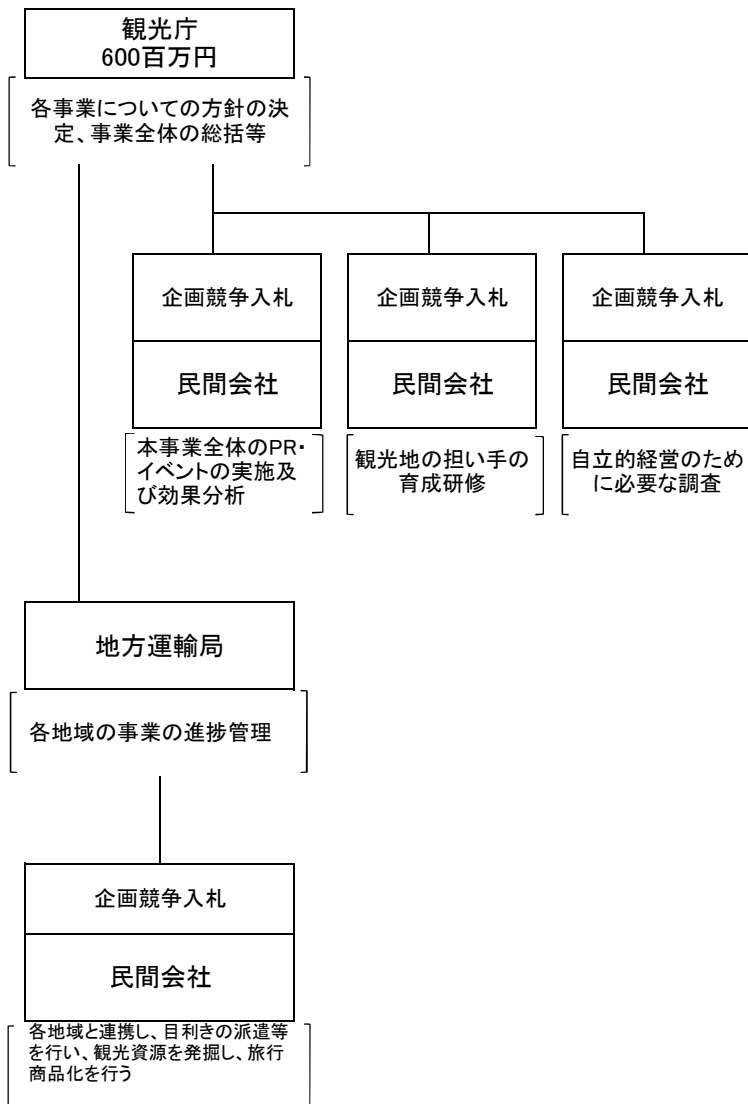 観光庁
600百万円
各事業についての方針の決
定、事業全体の総括等
企画競争入札
民間会社
本事業全体のPR・
イベントの実施及
び効果分析
企画競争入札
民間会社
観光地の担い手の
育成研修
企画競争入札
民間会社
自立的経営のため
に必要な調査
地方運輸局
各地域の事業の進捗管理
企画競争入札
民間会社
各地域と連携し、目利きの派遣等
を行い、観光資源を発掘し、旅行
商品化を行う